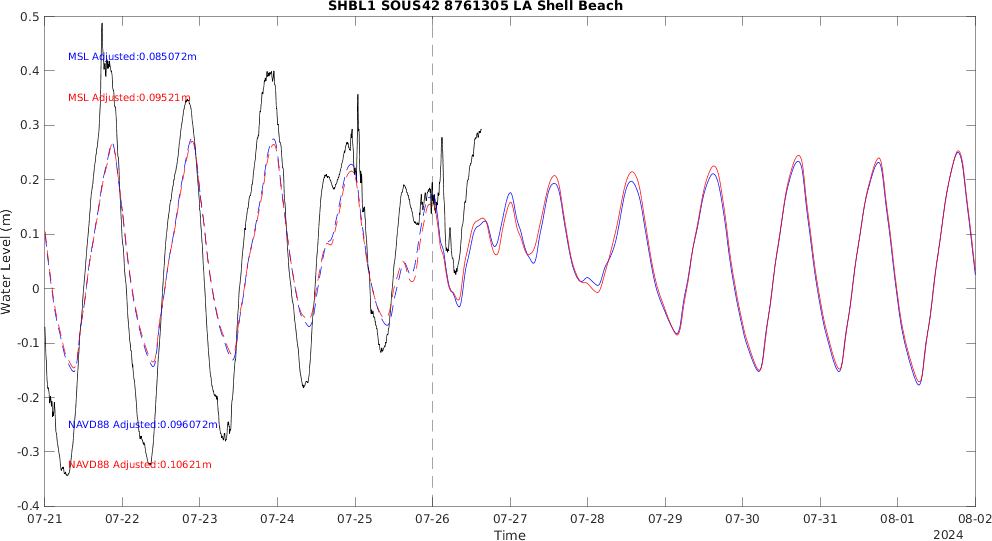 SHBL1 SOUS42 8761305 LA Shell Beach
0.5
MSL Adjusted:0.085072m
0.4
MSL Adjusted:0.09521m
0.3
0.2
0.1
Water Level (m)
0
-0.1
-0.2
NAVD88 Adjusted:0.096072m
-0.3
NAVD88 Adjusted:0.10621m
-0.4
07-21 07-22 07-23 07-24 07-25 07-26 07-27 07-28 07-29 07-30 07-31 08-01 08-02
Time
2024